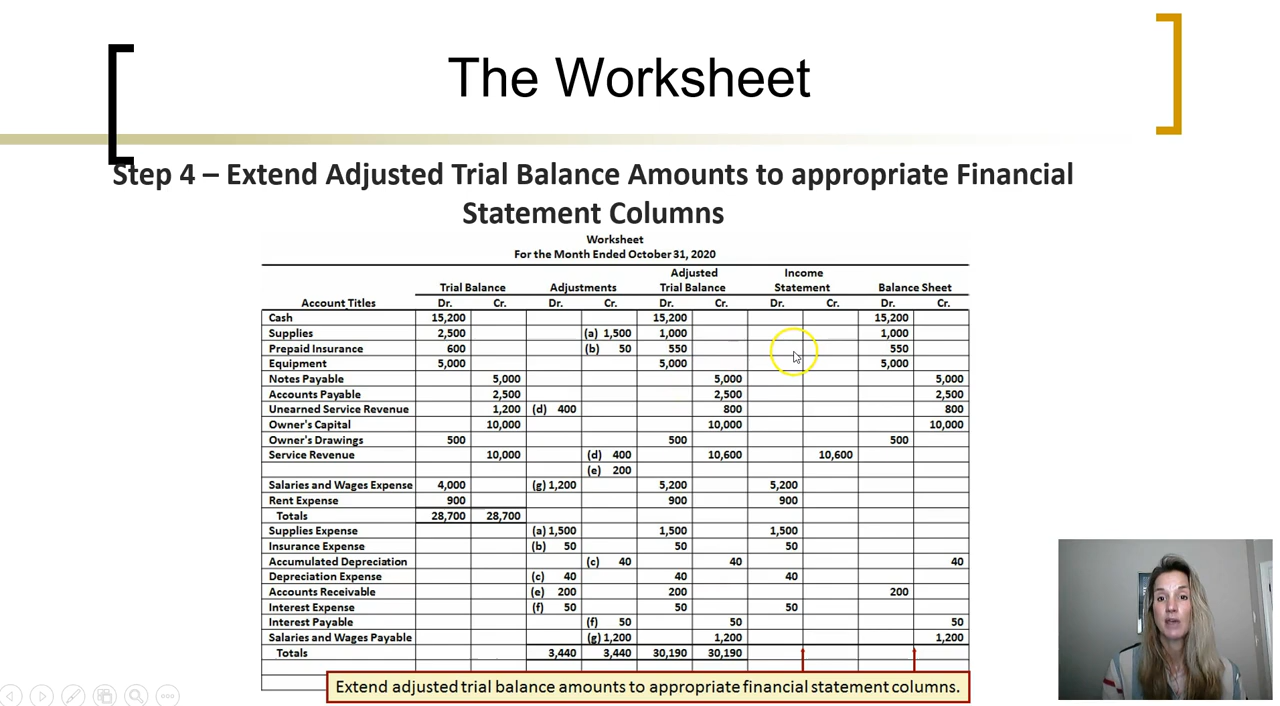 The Worksheet
Step 4 – Extend Adjusted Trial Balance Amounts to appropriate Financial
Statement Columns
Worksheet
For the Month Ended October 31, 2020
Adjusted Income
Trial Balance Adjustments Trial Balance Statement Balance Sheet
Account Titles Dr. Cr. Dr. Cr. Dr. Cr. Dr. Cr. Dr. Cr.
Cash 15,200 15,200 15,200
Supplies 2,500 (a) 1,500 1,000 1,000
Prepaid Insurance 600 (b) 50 550 550
Equipment 5,000 5,000 5,000
Notes Payable 5,000 5,000 5,000
Accounts Payable 2,500 2,500 2,500
Unearned Service Revenue 1,200 (d) 400 800 800
Owner's Capital 10,000 10,000 10,000
Owner's Drawings 500 500 500
Service Revenue 10,000 (d) 400 10,600 10,600
(e) 200
Salaries and Wages Expense 4,000 (g) 1,200 5,200 5,200
Rent Expense 900 900 900
Totals 28,700 28,700
Supplies Expense (a) 1,500 1,500 1,500
Insurance Expense (b) 50 50 50
Accumulated Depreciation (c) 40 40 40
Depreciation Expense (c) 40 40 40
Accounts Receivable (e) 200 200 200
Interest Expense (f) 50 50 50
Interest Payable (f) 50 50 50
Salaries and Wages Payable (g) 1,200 1,200 1,200
Totals 3,440 3,440 30,190 30,190
Extend adjusted trial balance amounts to appropriate financial statement columns.